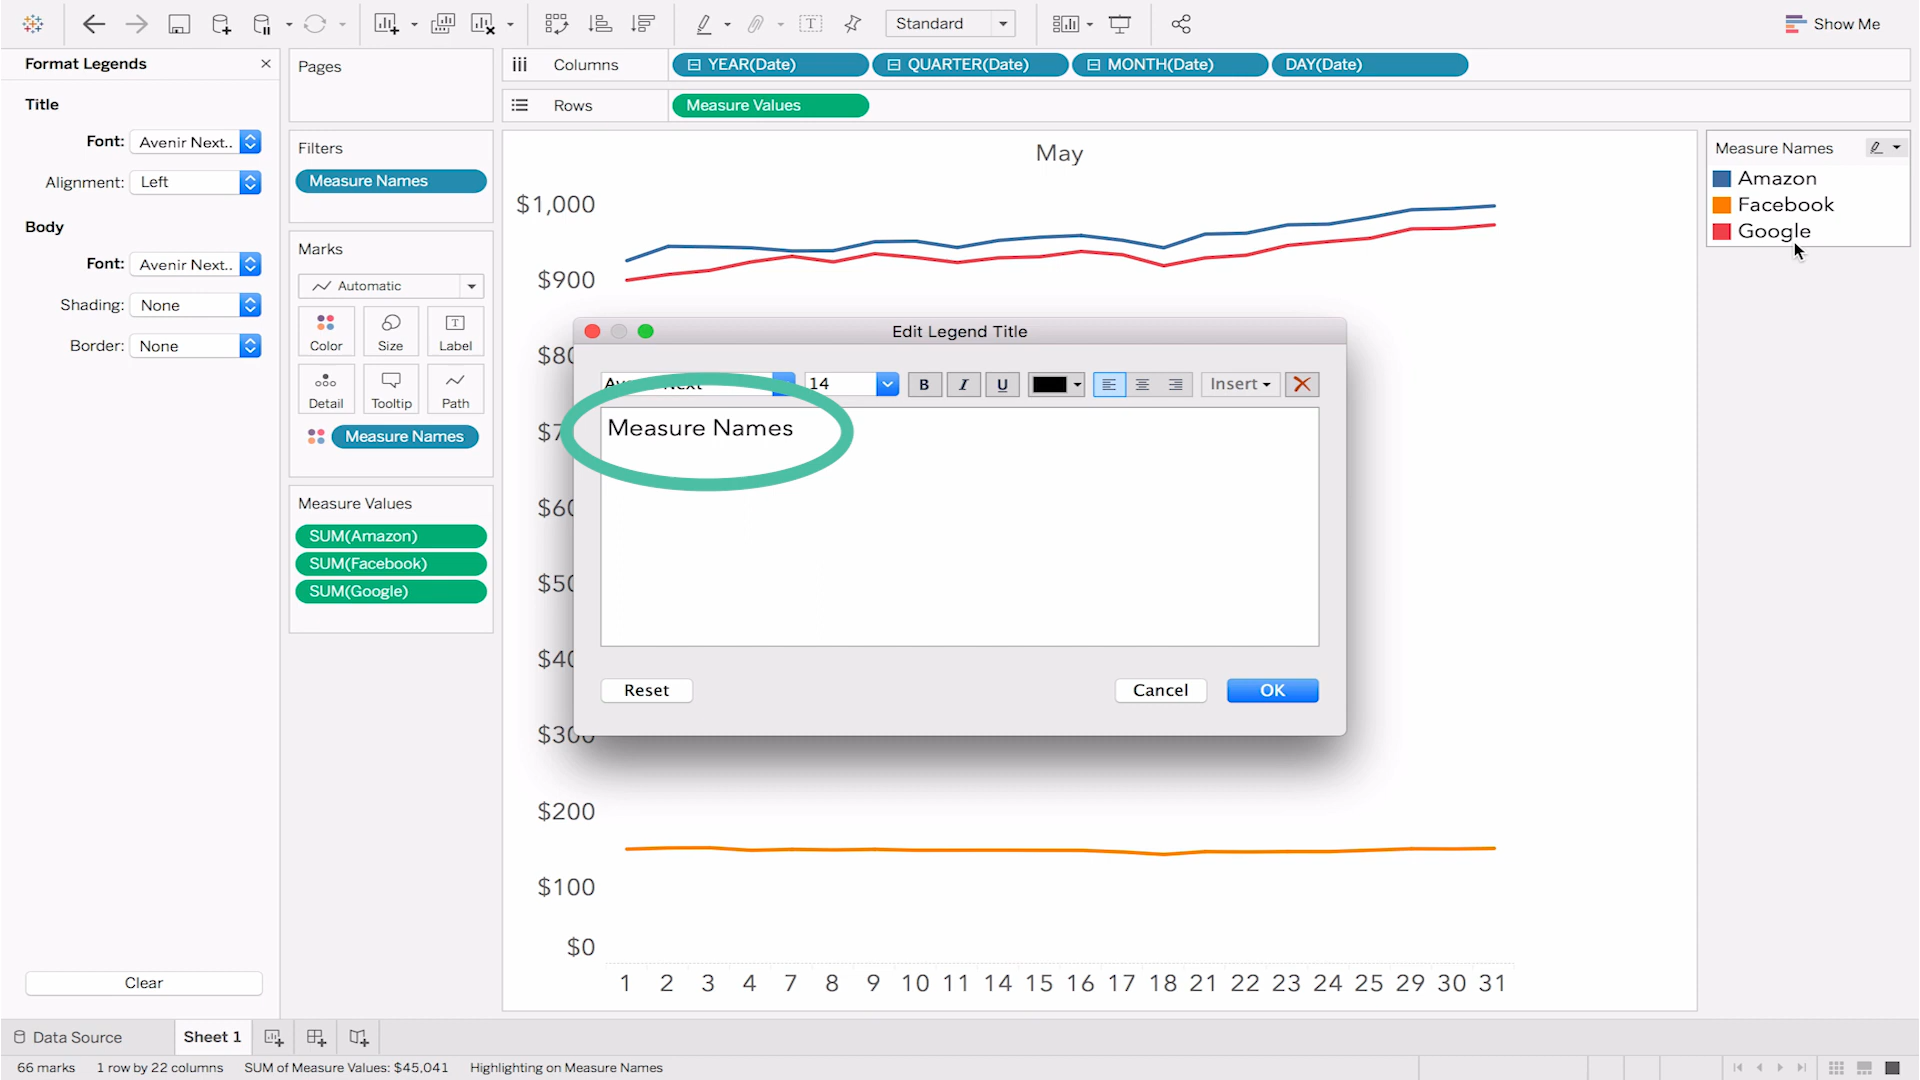 Standard
Show Me
Format Legends
Title
Font: Avenir Next..
Alignment: Left
Body
Font: Avenir Next..
Shading: None
Border: None
Clear
Pages
Filters
Measure Names
Marks
Automatic
Color Size Label
Detail Tooltip Path
Measure Names
Measure Values
SUM(Amazon)
SUM(Facebook)
SUM(Google)
Columns YEAR(Date) QUARTER(Date) MONTH(Date) DAY(Date)
Rows Measure Values
May
$1,000
$900
$300
$200
$100
$0
1 2 3 4 7 8 9 10 11 14 15 16 17 18 21 22 23 24 25 29 30 31
Edit Legend Title
14 B I U Insert
Measure Names
Reset Cancel OK
Measure Names
Amazon
Facebook
Google
Data Source Sheet 1
66 marks 1 row by 22 columns SUM of Measure Values: $45,041 Highlighting on Measure Names